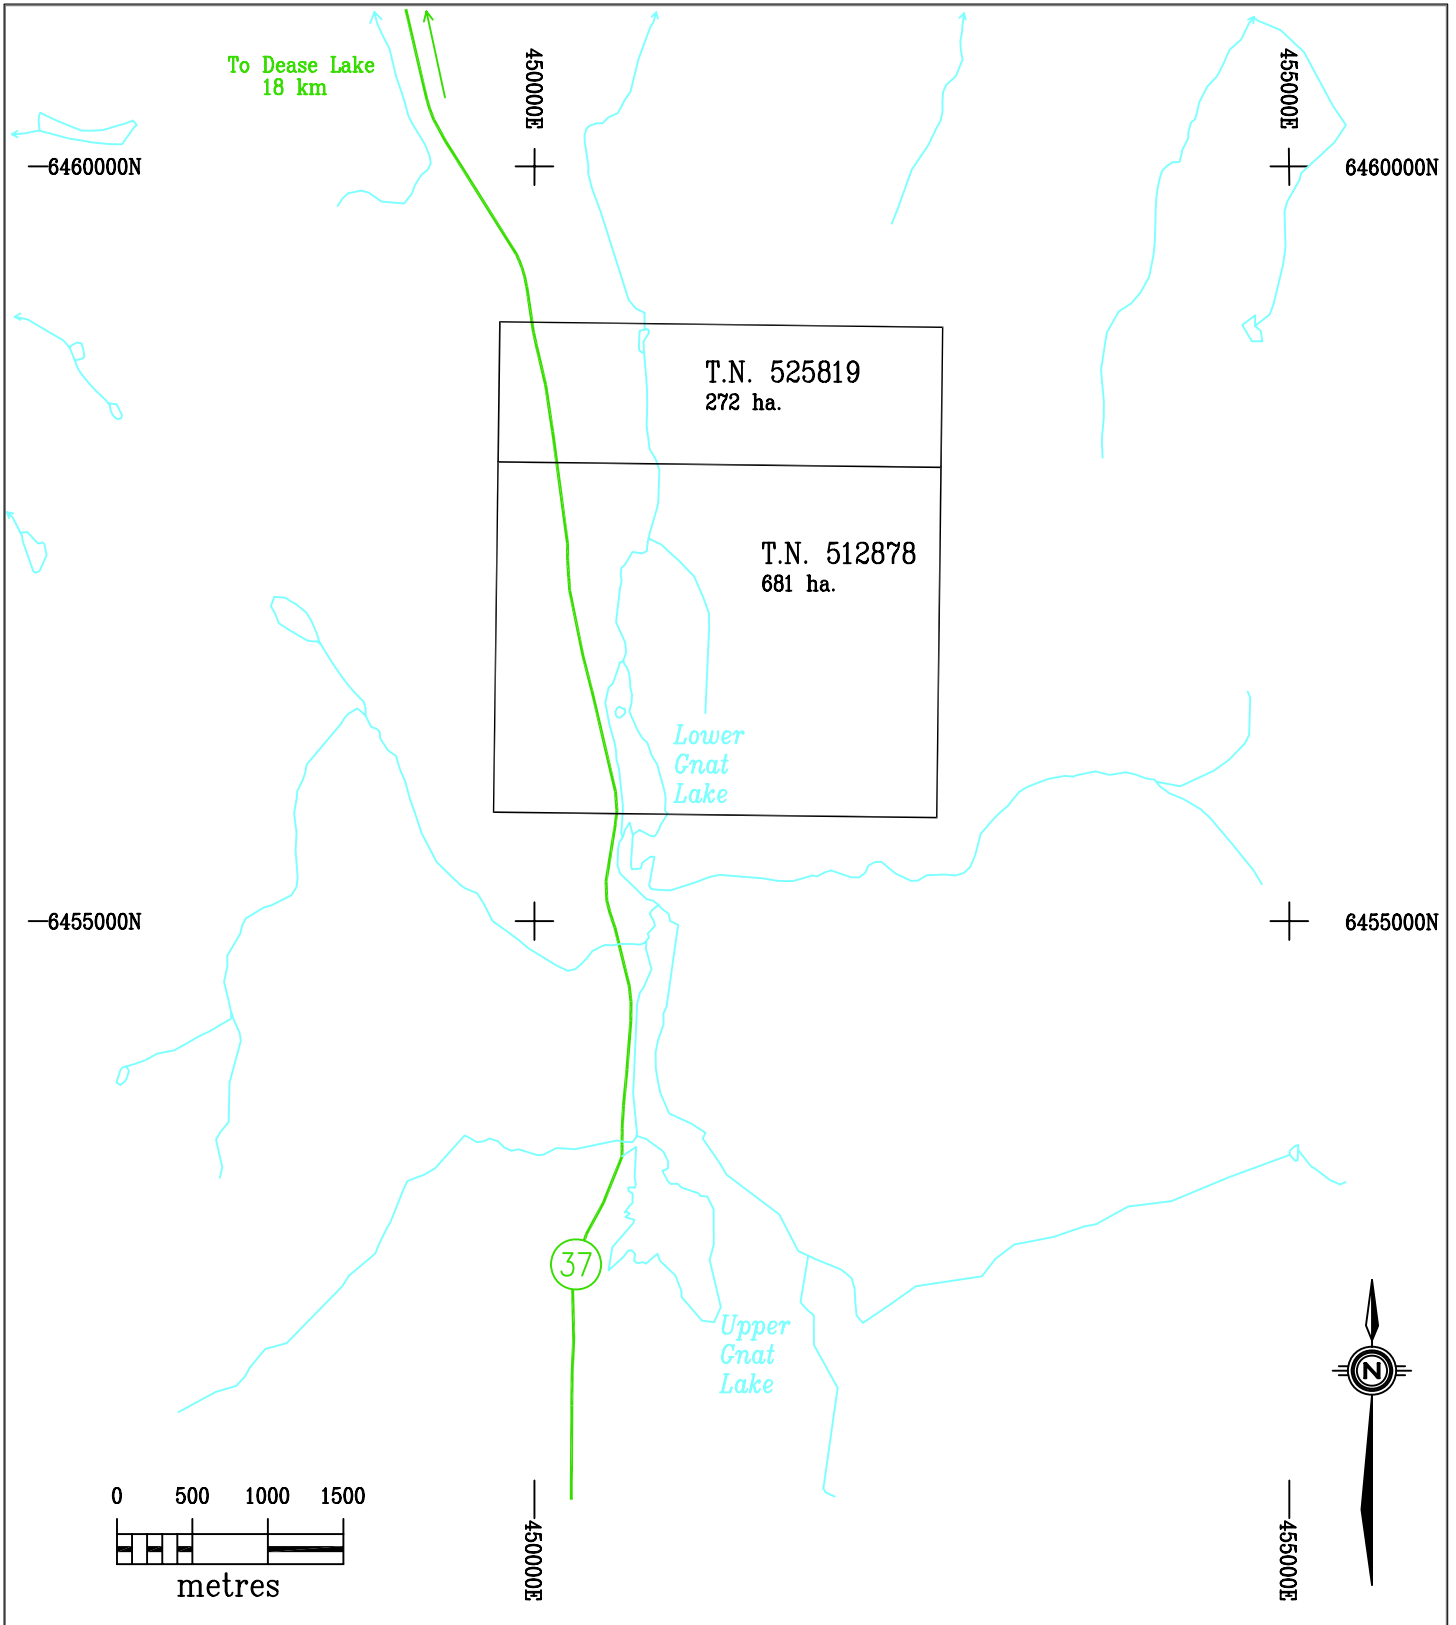 To Dease Lake
18 km
450000E
455000E
6460000N
6460000N
T.N. 525819
272 ha.
T.N. 512878
681 ha.
Lower
Gnat
Lake
6455000N
6455000N
37
Upper
Gnat
Lake
N
0 500 1000 1500
metres
450000E
455000E